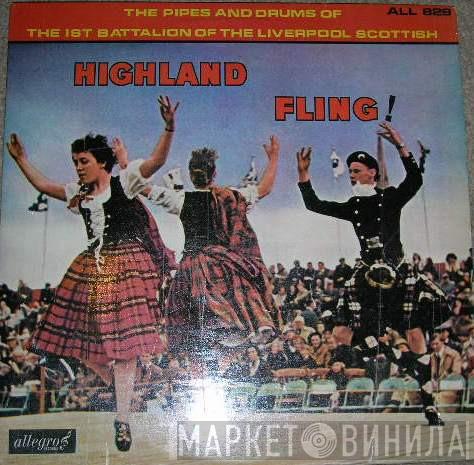 THE PIPES AND DRUMS OF
ALL 829
THE 1ST BATTALION OF THE LIVERPOOL SCOTTISH
HIGHLAND
FLING!
allegro
RECORDS
МАРКЕТ ВИНИЛА